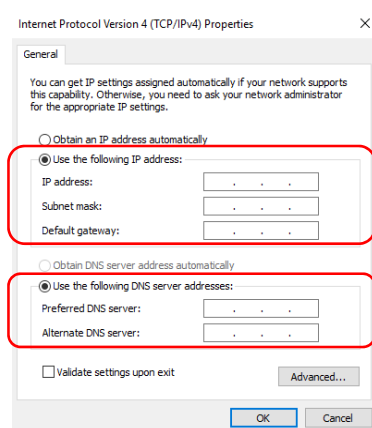 Internet Protocol Version 4 (TCP/IPv4) Properties
General
You can get IP settings assigned automatically if your network supports
this capability. Otherwise, you need to ask your network administrator
for the appropriate IP settings.
Obtain an IP address automatically
Use the following IP address:
IP address:
Subnet mask:
Default gateway:
Obtain DNS server address automatically
Use the following DNS server addresses:
Preferred DNS server:
Alternate DNS server:
Validate settings upon exit
Advanced...
OK Cancel